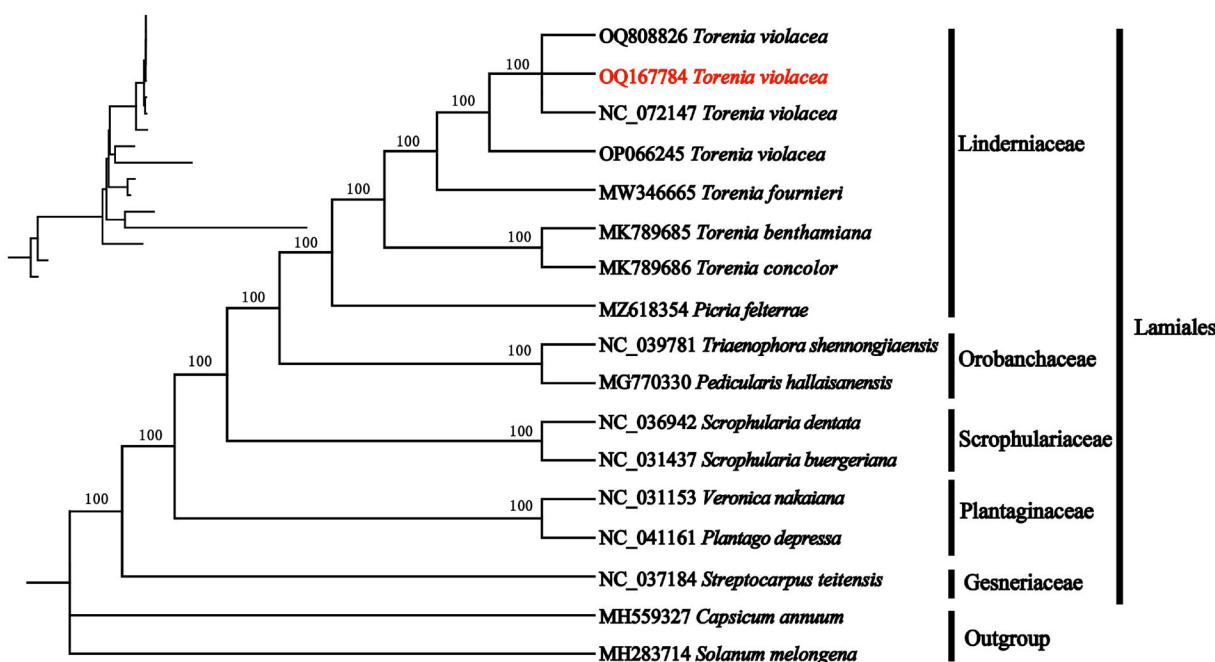 OQ808826 Torenia violacea
100
OQ167784 Torenia violacea
100
NC_072147 Torenia violacea
100
OP066245 Torenia violacea
Linderniaceae
100
MW346665 Torenia fournieri
100
MK789685 Torenia benthamiana
100
MK789686 Torenia concolor
100
MZ618354 Picria felterrae
Lamiales
NC_039781 Triaenophora shennongjiaensis
100
Orobanchaceae
MG770330 Pedicularis hallaisanensis
100
NC_036942 Scrophularia dentata
100
Scrophulariaceae
NC_031437 Scrophularia buergeriana
100
NC_031153 Veronica nakaiana
100
Plantaginaceae
NC_041161 Plantago depressa
NC_037184 Streptocarpus teitensis
Gesneriaceae
MH559327 Capsicum annuum
Outgroup
MH283714 Solanum melongena